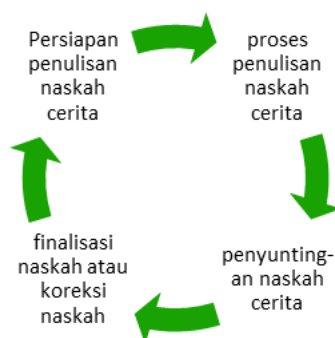 Persiapan
penulisan
naskah
cerita
proses
penulisan
naskah
cerita
penyunting-
an naskah
cerita
finalisasi
naskah atau
koreksi
naskah